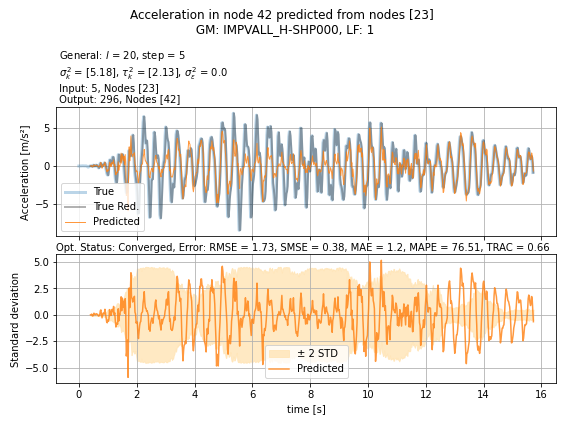 Acceleration in node 42 predicted from nodes [23]
GM: IMPVALL_H-SHP000, LF: 1
General: l = 20, step = 5
σ²ₖ = [5.18], τ²ₖ = [2.13], σ²ε = 0.0
Input: 5, Nodes [23]
Output: 296, Nodes [42]
Acceleration [m/s²]
5
0
−5
True
True Red.
Predicted
Opt. Status: Converged, Error: RMSE = 1.73, SMSE = 0.38, MAE = 1.2, MAPE = 76.51, TRAC = 0.66
Standard deviation
5.0
2.5
0.0
−2.5
−5.0
± 2 STD
Predicted
0 2 4 6 8 10 12 14 16
time [s]